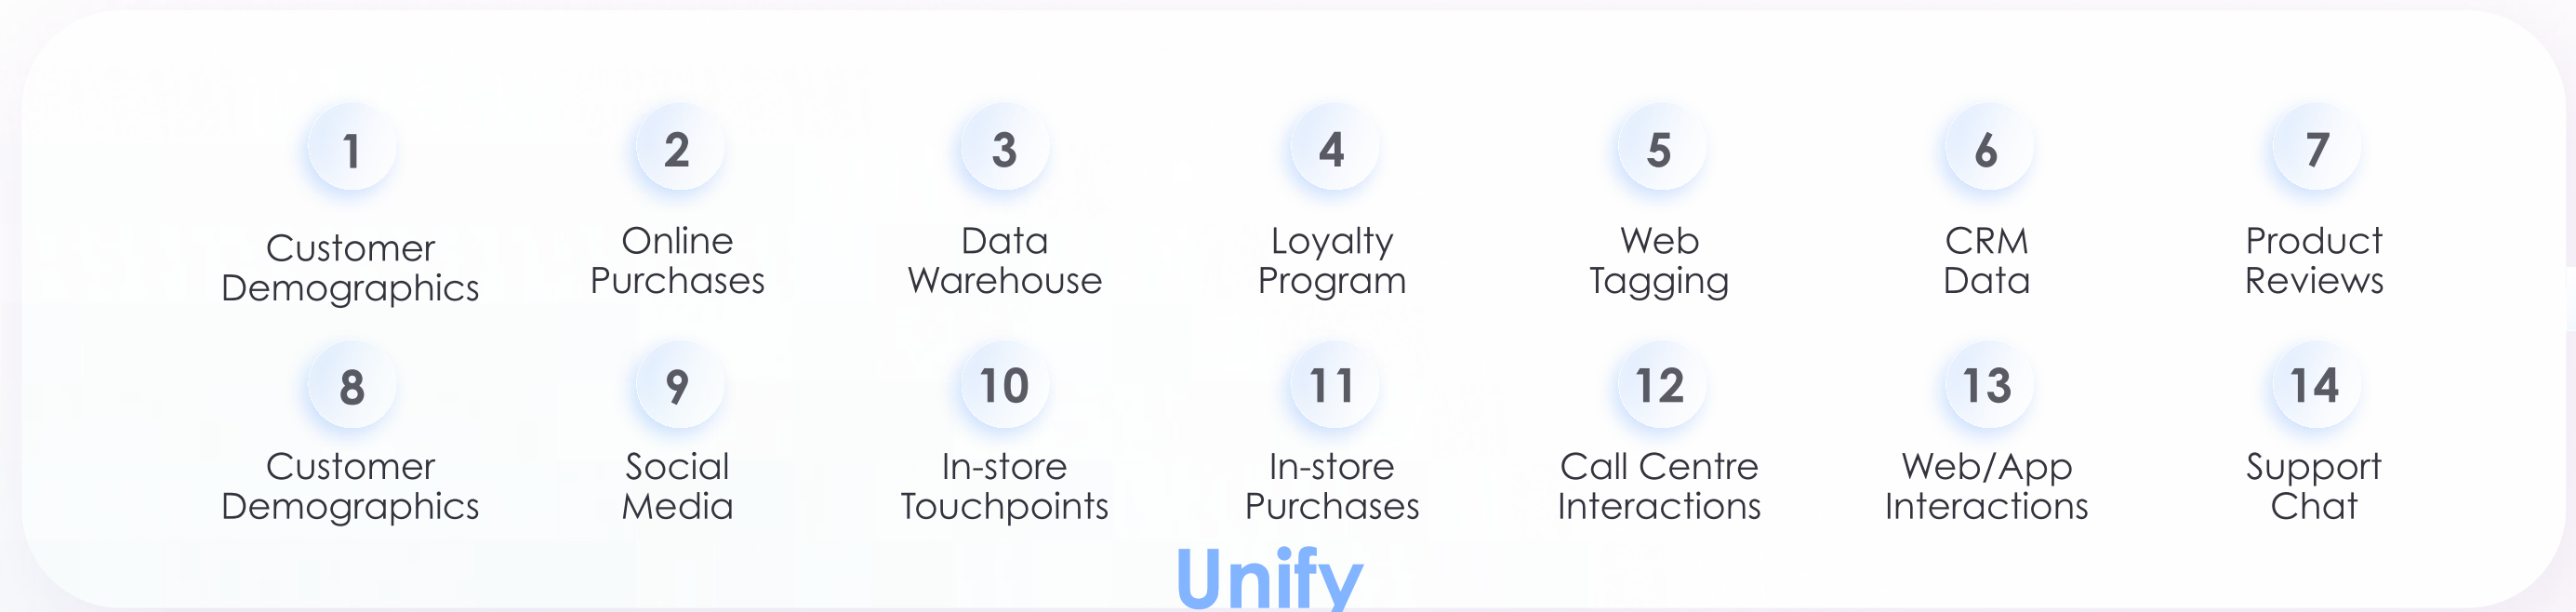 1
2
3
4
5
6
7
Customer
Demographics
Online
Purchases
Data
Warehouse
Loyalty
Program
Web
Tagging
CRM
Data
Product
Reviews
8
9
10
11
12
13
14
Customer
Demographics
Social
Media
In-store
Touchpoints
In-store
Purchases
Call Centre
Interactions
Web/App
Interactions
Support
Chat
Unify